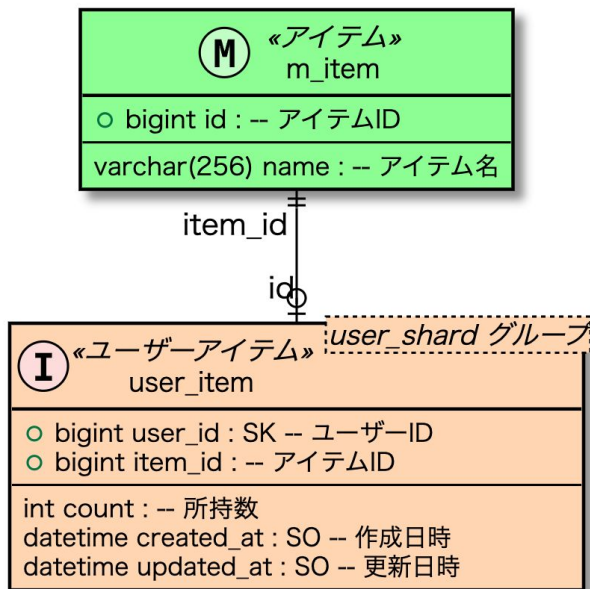 M
«アイテム»
m_item
bigint id : -- アイテムID
varchar(256) name : -- アイテム名
item_id
id
user_shard グループ
I
«ユーザーアイテム»
user_item
bigint user_id : SK -- ユーザーID
bigint item_id : -- アイテムID
int count : -- 所持数
datetime created_at : SO -- 作成日時
datetime updated_at : SO -- 更新日時